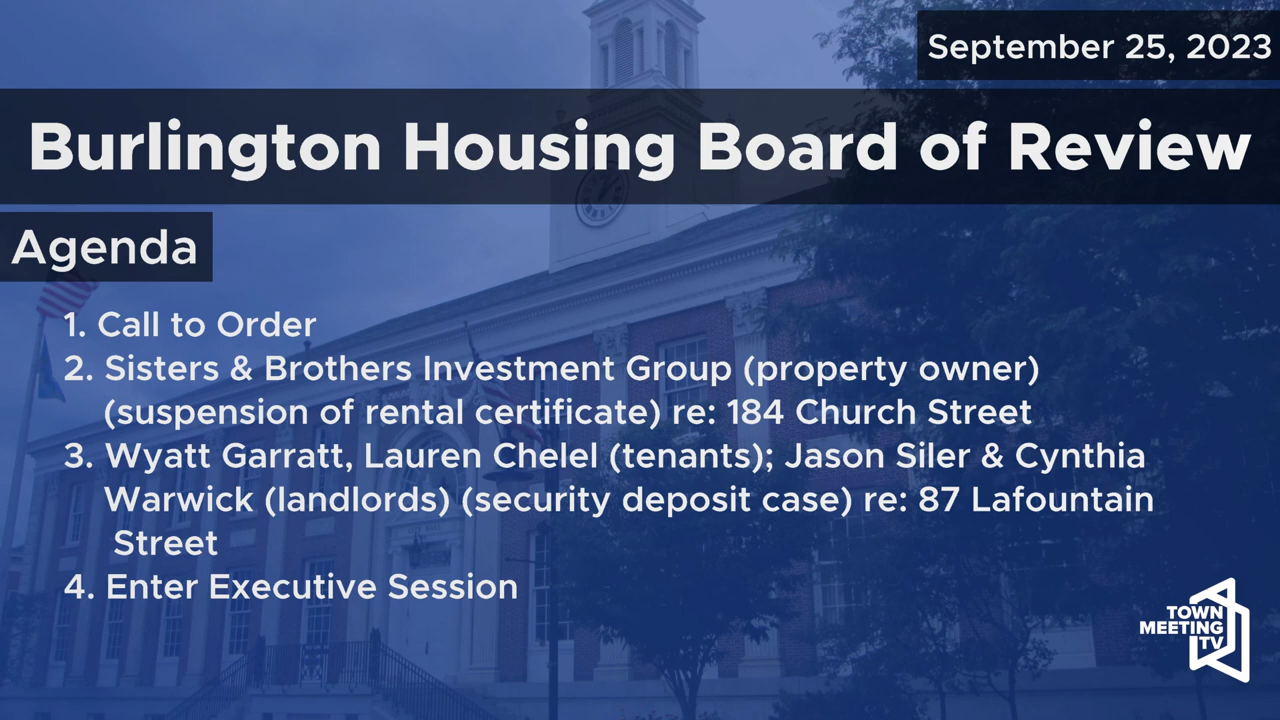 September 25, 2023
Burlington Housing Board of Review
Agenda
1. Call to Order
2. Sisters & Brothers Investment Group (property owner)
(suspension of rental certificate) re: 184 Church Street
3. Wyatt Garratt, Lauren Chelel (tenants); Jason Siler & Cynthia
Warwick (landlords) (security deposit case) re: 87 Lafountain
Street
4. Enter Executive Session
TOWN
MEETING
TV